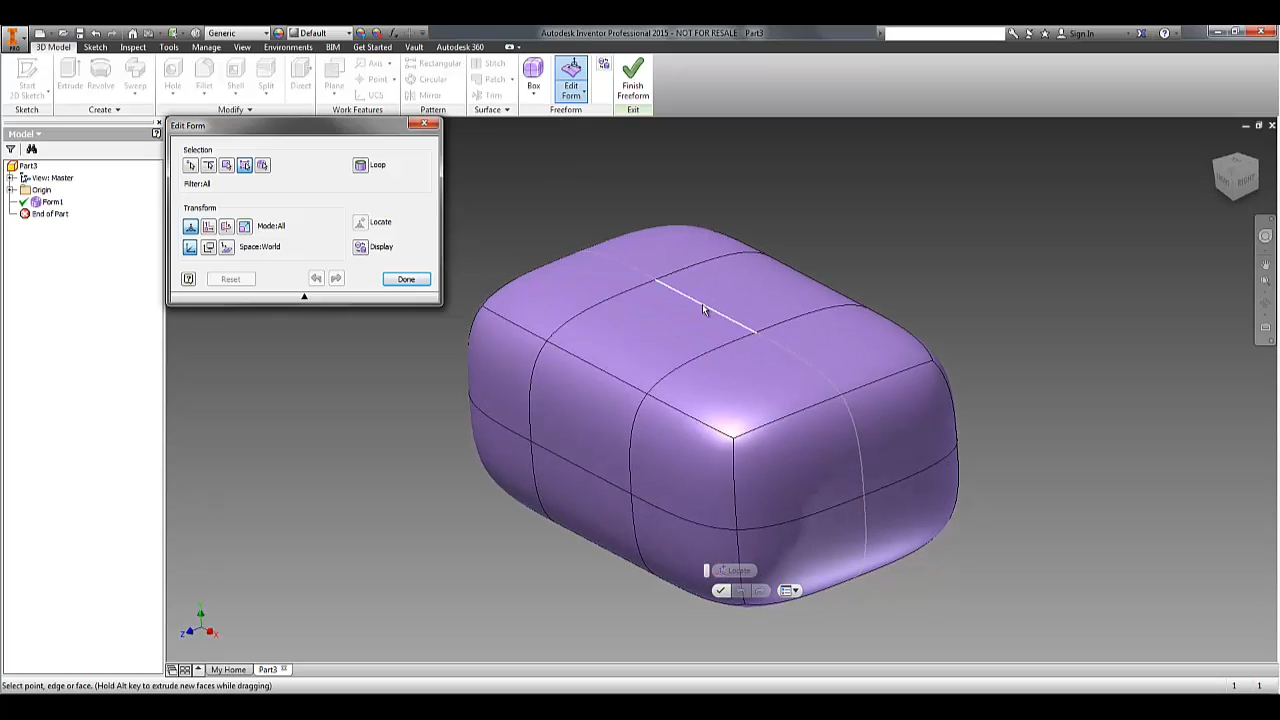 Generic
Default
Autodesk Inventor Professional 2015 - NOT FOR RESALE Part3
Sign In
PRO
3D Model Sketch Inspect Tools Manage View Environments BIM Get Started Vault Autodesk 360
Start
2D Sketch
Extrude Revolve Sweep
Hole Fillet Shell Split Direct
Plane
Axis
Point
UCS
Rectangular
Circular
Mirror
Stitch
Patch
Trim
Box
Edit
Form
Finish
Freeform
Sketch Create Modify Work Features Pattern Surface Freeform Exit
Model
Part3
View: Master
Origin
Form1
End of Part
Edit Form
Selection
Loop
Filter:All
Transform
Mode:All
Locate
Space:World
Display
Reset
Done
RIGHT
Locate
Y
Z X
My Home Part3
Select point, edge or face. (Hold Alt key to extrude new faces while dragging)
1 1